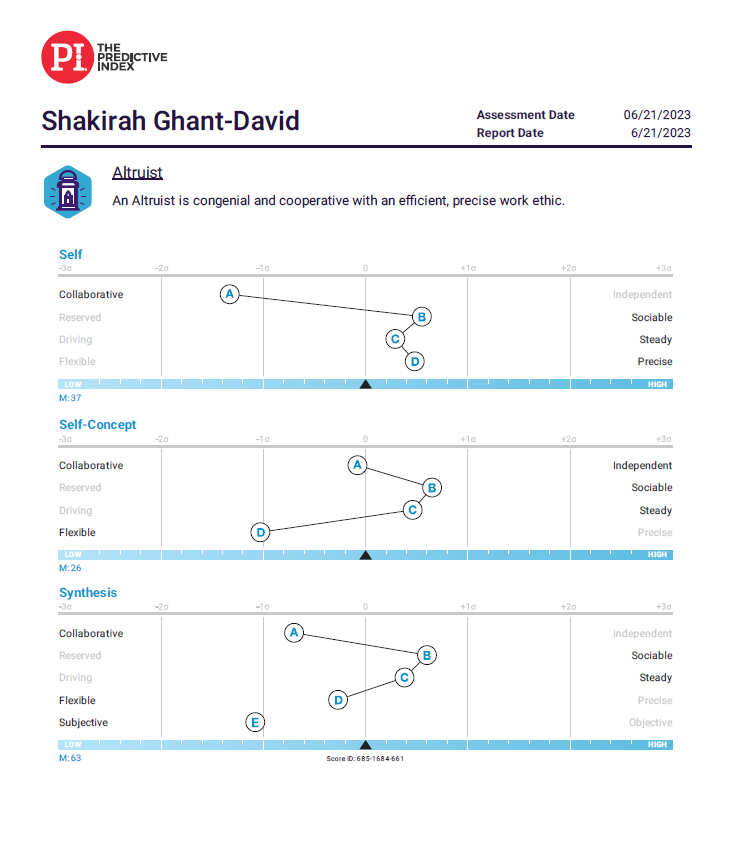 PI.
THE
PREDICTIVE
INDEX
Shakirah Ghant-David
Assessment Date 06/21/2023
Report Date 6/21/2023
Altruist
An Altruist is congenial and cooperative with an efficient, precise work ethic.
Self
-3σ -2σ -1σ 0 +1σ +2σ +3σ
Collaborative A Independent
Reserved B Sociable
Driving C Steady
Flexible D Precise
LOW HIGH
M: 37
Self-Concept
-3σ -2σ -1σ 0 +1σ +2σ +3σ
Collaborative A Independent
Reserved B Sociable
Driving C Steady
Flexible D Precise
LOW HIGH
M: 26
Synthesis
-3σ -2σ -1σ 0 +1σ +2σ +3σ
Collaborative A Independent
Reserved B Sociable
Driving C Steady
Flexible D Precise
Subjective E Objective
LOW HIGH
M: 63 Score ID: 685-1684-661